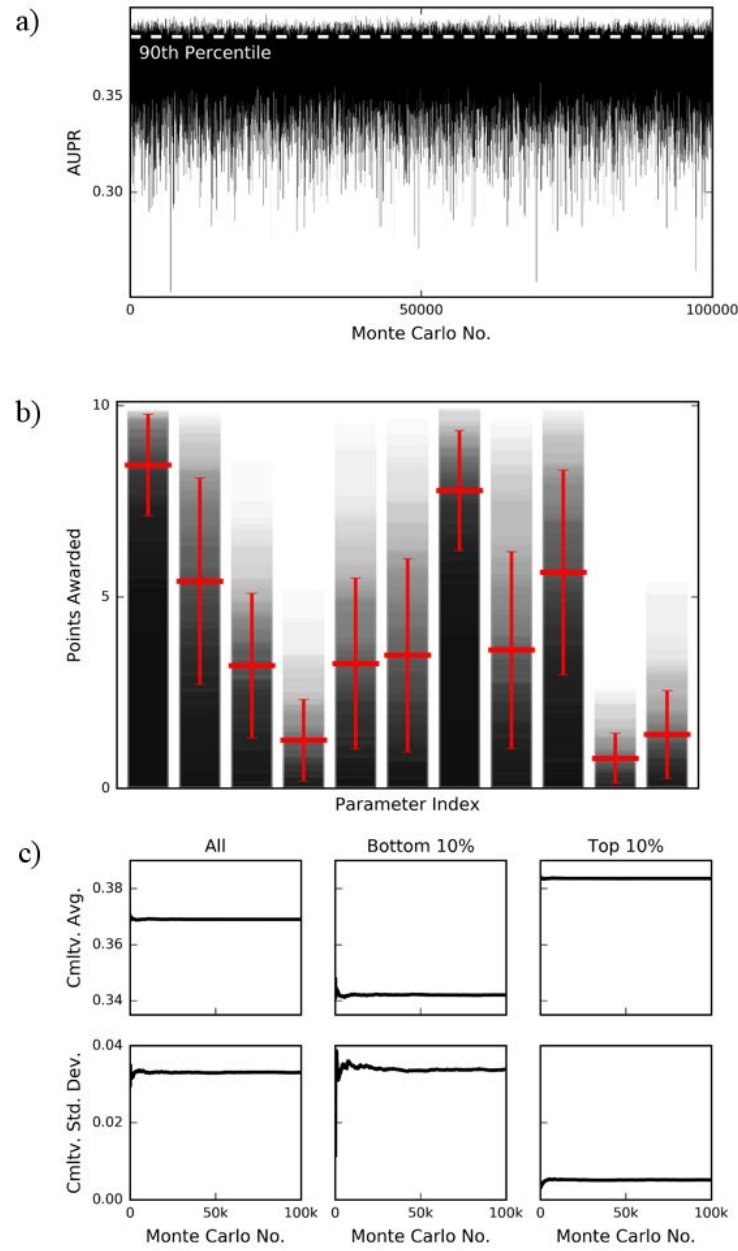 a)
90th Percentile
AUPR
0.35
0.30
0
50000
100000
Monte Carlo No.
b)
Points Awarded
10
5
0
Parameter Index
c)
All
Bottom 10%
Top 10%
Cmltv. Avg.
0.38
0.36
0.34
Cmltv. Std. Dev.
0.04
0.02
0.00
0
50k
100k
0
50k
100k
0
50k
100k
Monte Carlo No.
Monte Carlo No.
Monte Carlo No.